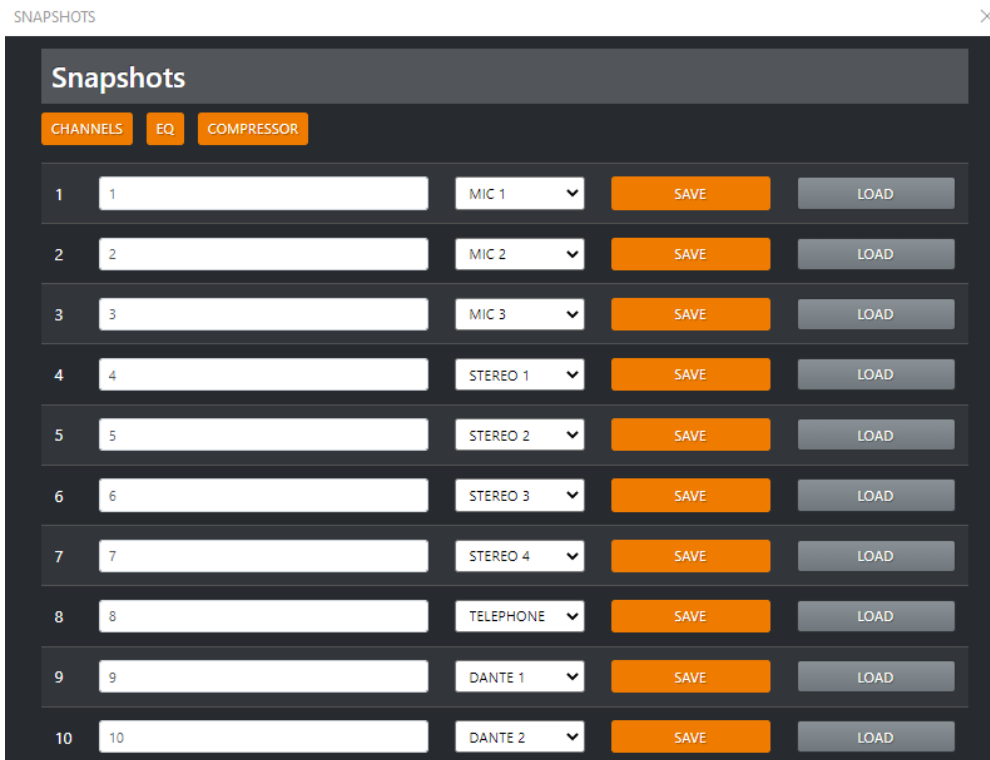 SNAPSHOTS
Snapshots
CHANNELS EQ COMPRESSOR
1 1 MIC 1 SAVE LOAD
2 2 MIC 2 SAVE LOAD
3 3 MIC 3 SAVE LOAD
4 4 STEREO 1 SAVE LOAD
5 5 STEREO 2 SAVE LOAD
6 6 STEREO 3 SAVE LOAD
7 7 STEREO 4 SAVE LOAD
8 8 TELEPHONE SAVE LOAD
9 9 DANTE 1 SAVE LOAD
10 10 DANTE 2 SAVE LOAD